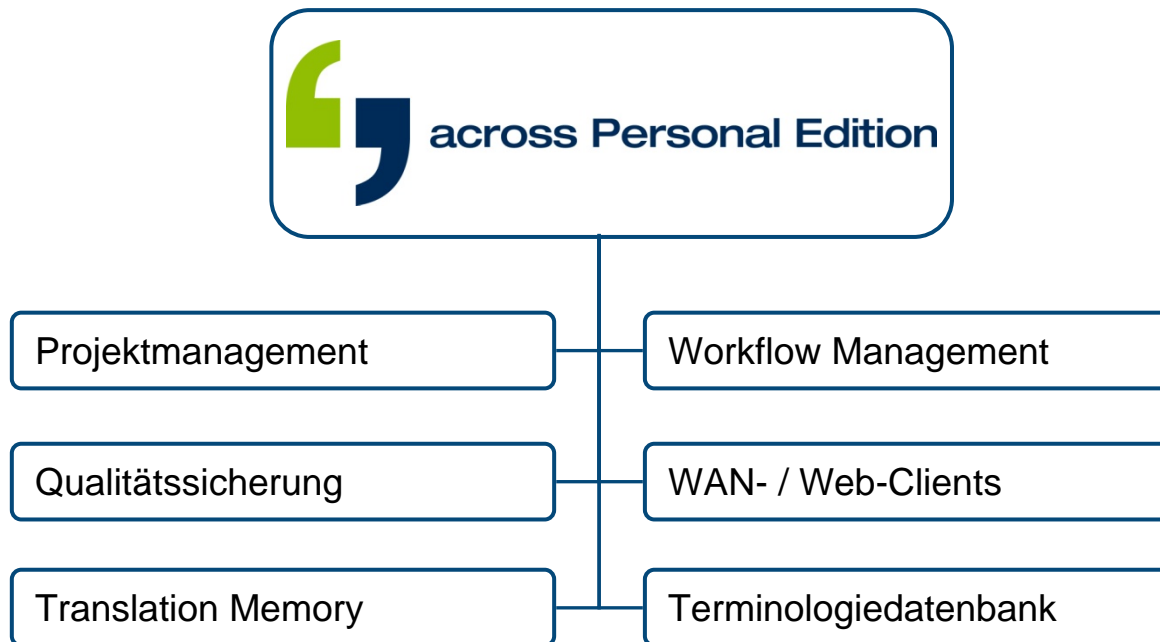 across Personal Edition
Projektmanagement
Workflow Management
Qualitätssicherung
WAN- / Web-Clients
Translation Memory
Terminologiedatenbank